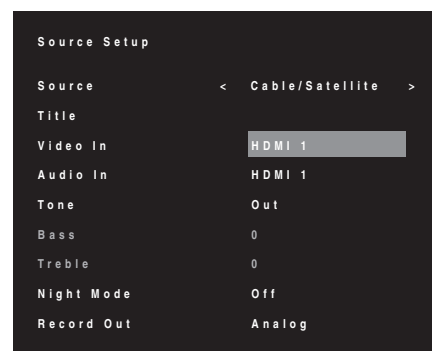 Source Setup
Source < Cable/Satellite >
Title
Video In HDMI 1
Audio In HDMI 1
Tone Out
Bass 0
Treble 0
Night Mode Off
Record Out Analog